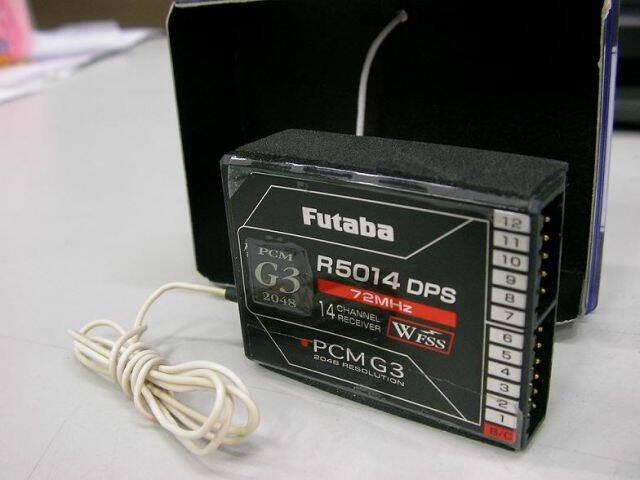 Futaba
PCM
G3
2048
R5014 DPS
72MHz
14 CHANNEL
RECEIVER
WFSS
PCM G3
2048 RESOLUTION
12
11
10
9
8
7
6
5
4
3
2
1
B/C